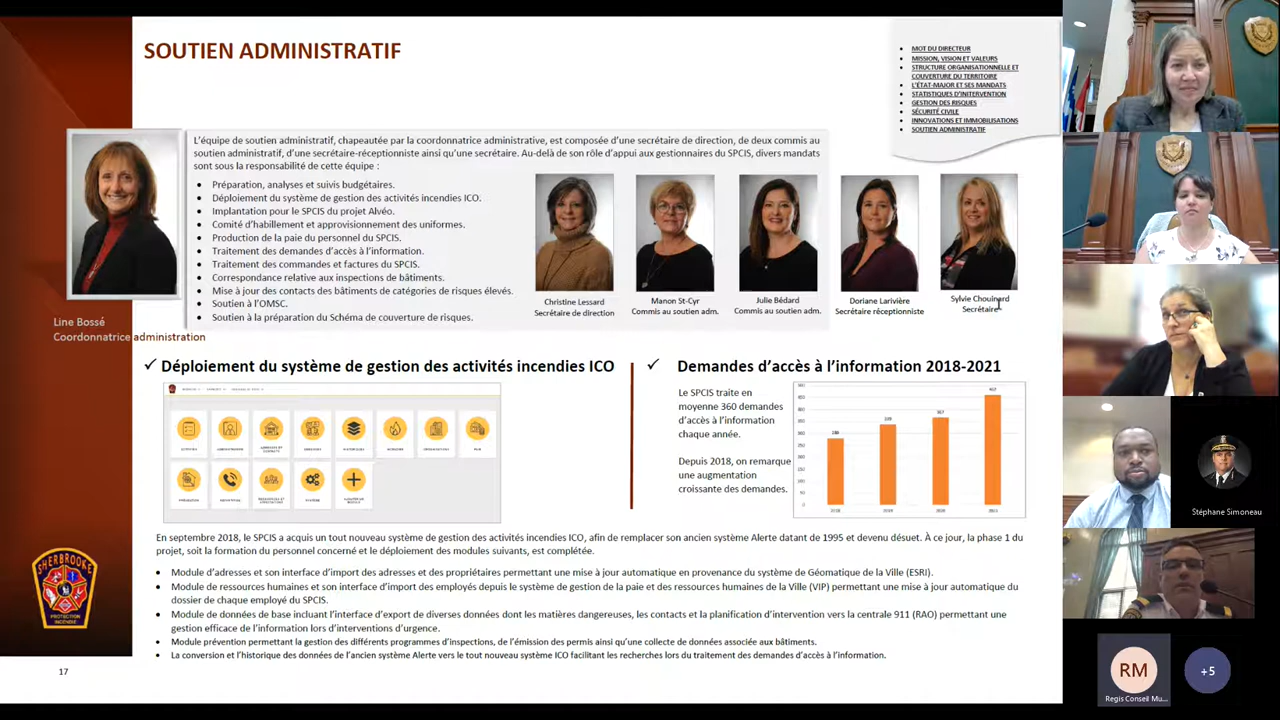 SOUTIEN ADMINISTRATIF
MOT DU DIRECTEUR
MISSION, VISION ET VALEURS
STRUCTURE ORGANISATIONNELLE ET
COUVERTURE DU TERRITOIRE
L'ÉTAT-MAJOR ET SES MANDATS
STATISTIQUES D'INITERVENTION
GESTION DES RISQUES
SÉCURITÉ CIVILE
INNOVATIONS ET IMMOBILISATIONS
SOUTIEN ADMINISTRATIF
L'équipe de soutien administratif, chapeautée par la coordonnatrice administrative, est composée d'une secrétaire de direction, de deux commis au
soutien administratif, d'une secrétaire-réceptionniste ainsi qu'une secrétaire. Au-delà de son rôle d'appui aux gestionnaires du SPCIS, divers mandats
sont sous la responsabilité de cette équipe :
• Préparation, analyses et suivis budgétaires.
• Déploiement du système de gestion des activités incendies ICO.
• Implantation pour le SPCIS du projet Alvéo.
• Comité d'habillement et approvisionnement des uniformes.
• Production de la paie du personnel du SPCIS.
• Traitement des demandes d'accès à l'information.
• Traitement des commandes et factures du SPCIS.
• Correspondance relative aux inspections de bâtiments.
• Mise à jour des contacts des bâtiments de catégories de risques élevés.
• Soutien à l'OMSC.
• Soutien à la préparation du Schéma de couverture de risques.
Line Bossé
Coordonnatrice administration
Christine Lessard
Secrétaire de direction
Manon St-Cyr
Commis au soutien adm.
Julie Bédard
Commis au soutien adm.
Doriane Larivière
Secrétaire réceptionniste
Sylvie Chouinard
Secrétaire
✓ Déploiement du système de gestion des activités incendies ICO
✓ Demandes d'accès à l'information 2018-2021
Le SPCIS traite en
moyenne 360 demandes
d'accès à l'information
chaque année.
Depuis 2018, on remarque
une augmentation
croissante des demandes.
En septembre 2018, le SPCIS a acquis un tout nouveau système de gestion des activités incendies ICO, afin de remplacer son ancien système Alerte datant de 1995 et devenu désuet. À ce jour, la phase 1 du
projet, soit la formation du personnel concerné et le déploiement des modules suivants, est complétée.
• Module d'adresses et son interface d'import des adresses et des propriétaires permettant une mise à jour automatique en provenance du système de Géomatique de la Ville (ESRI).
• Module de ressources humaines et son interface d'import des employés depuis le système de gestion de la paie et des ressources humaines de la Ville (VIP) permettant une mise à jour automatique du
dossier de chaque employé du SPCIS.
• Module de données de base incluant l'interface d'export de diverses données dont les matières dangereuses, les contacts et la planification d'intervention vers la centrale 911 (RAO) permettant une
gestion efficace de l'information lors d'interventions d'urgence.
• Module prévention permettant la gestion des différents programmes d'inspections, de l'émission des permis ainsi qu'une collecte de données associée aux bâtiments.
• La conversion et l'historique des données de l'ancien système Alerte vers le tout nouveau système ICO facilitant les recherches lors du traitement des demandes d'accès à l'information.
SHERBROOKE
PROTECTION
INCENDIE
17
Stéphane Simoneau
RM
Regis Conseil Mu...
+5